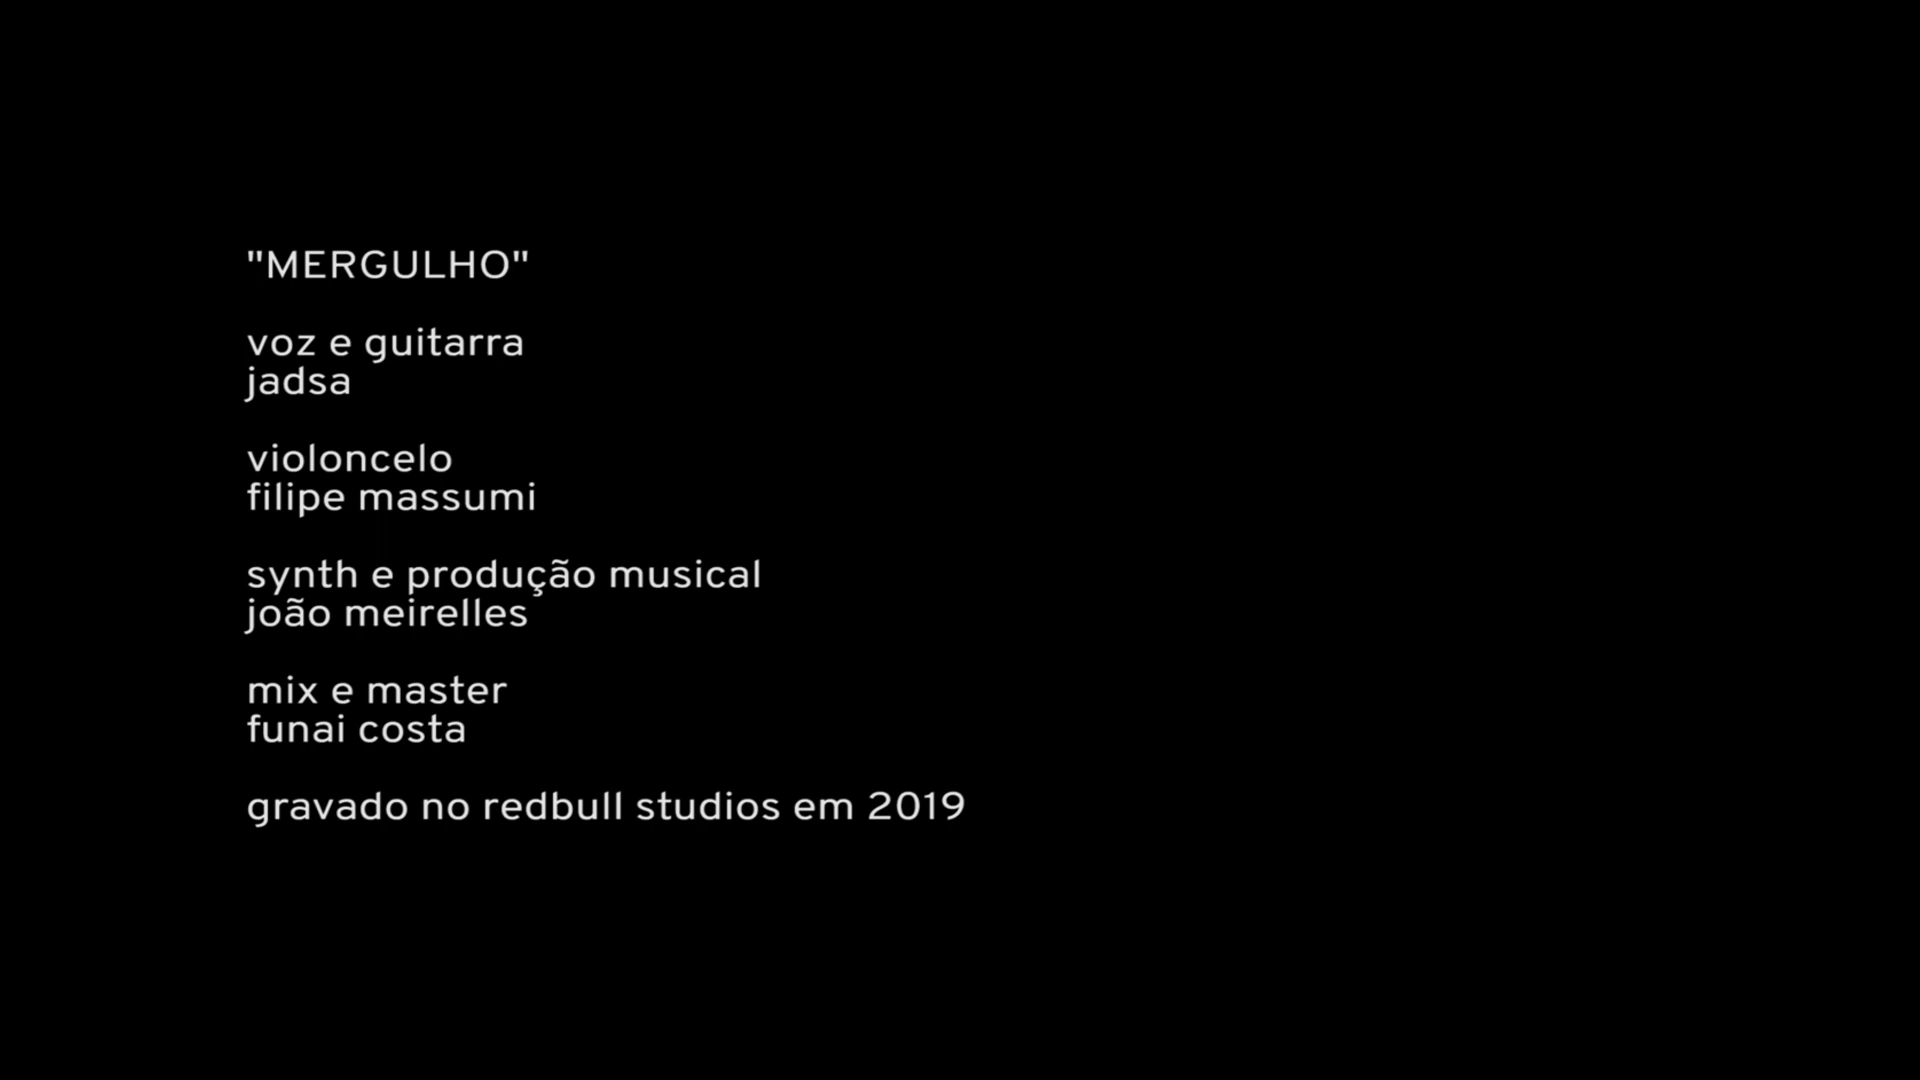 "MERGULHO"
voz e guitarra
jadsa
violoncelo
filipe massumi
synth e produção musical
joão meirelles
mix e master
funai costa
gravado no redbull studios em 2019